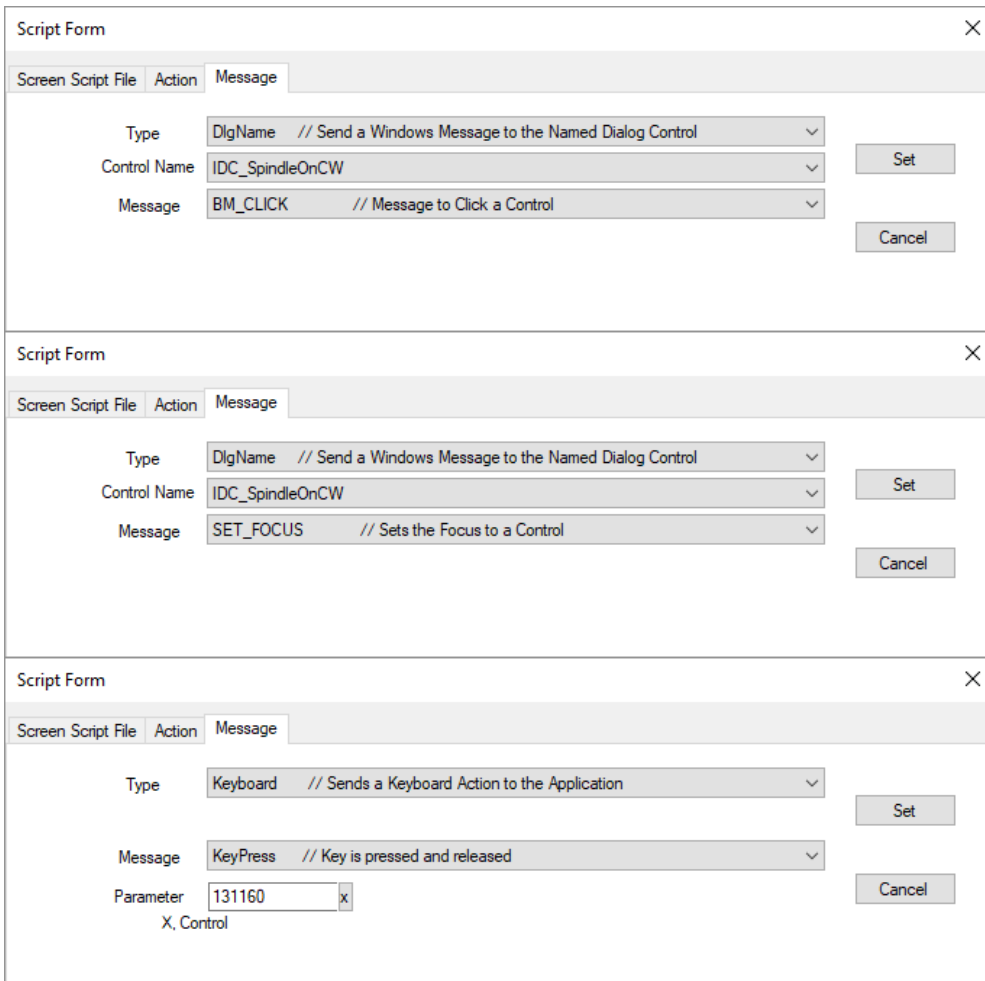 Script Form
Screen Script File Action Message
Type DlgName // Send a Windows Message to the Named Dialog Control
Set
Control Name IDC_SpindleOnCW
Message BM_CLICK // Message to Click a Control
Cancel
Script Form
Screen Script File Action Message
Type DlgName // Send a Windows Message to the Named Dialog Control
Set
Control Name IDC_SpindleOnCW
Message SET_FOCUS // Sets the Focus to a Control
Cancel
Script Form
Screen Script File Action Message
Type Keyboard // Sends a Keyboard Action to the Application
Set
Message KeyPress // Key is pressed and released
Cancel
Parameter 131160 x
X, Control